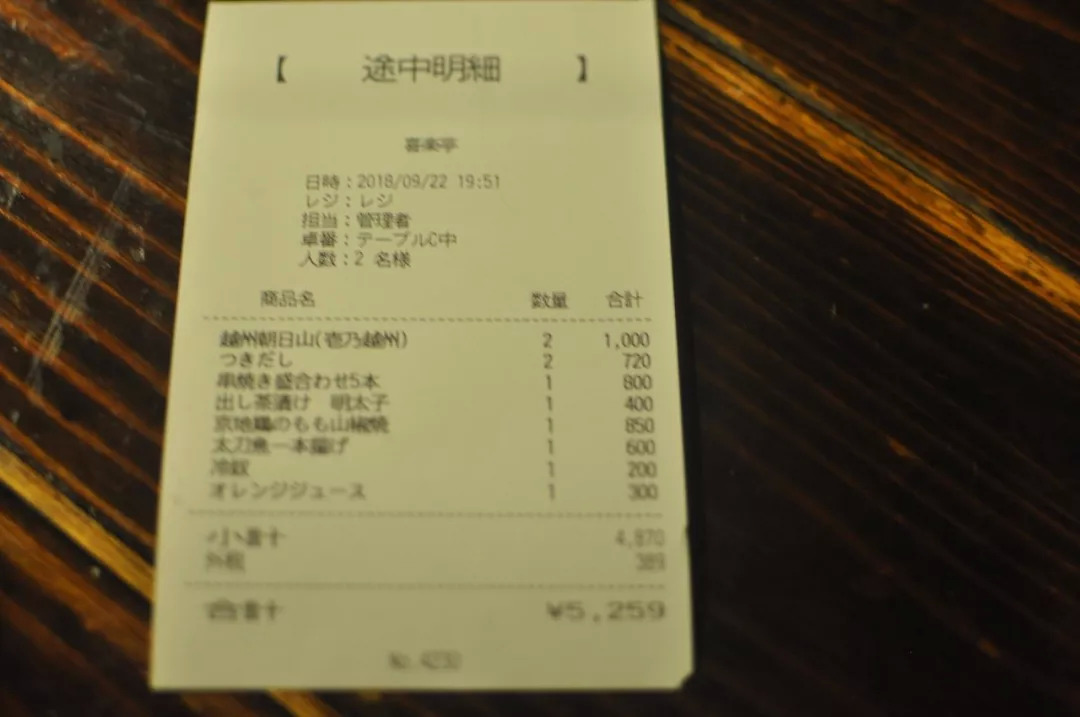 【 途中明細 】
喜楽亭
日時：2018/09/22 19:51
レジ：レジ
担当：管理者
卓番：テーブルC中
人数：2 名様
商品名 数量 合計
越州朝日山(壱乃越州) 2 1,000
つきだし 2 720
串焼き盛合わせ5本 1 800
出し茶漬け 明太子 1 400
京地鶏のもも山椒焼 1 850
太刀魚一本揚げ 1 600
冷奴 1 200
オレンジジュース 1 300
小計 4,870
外税 389
合計 ¥5,259
No.4230